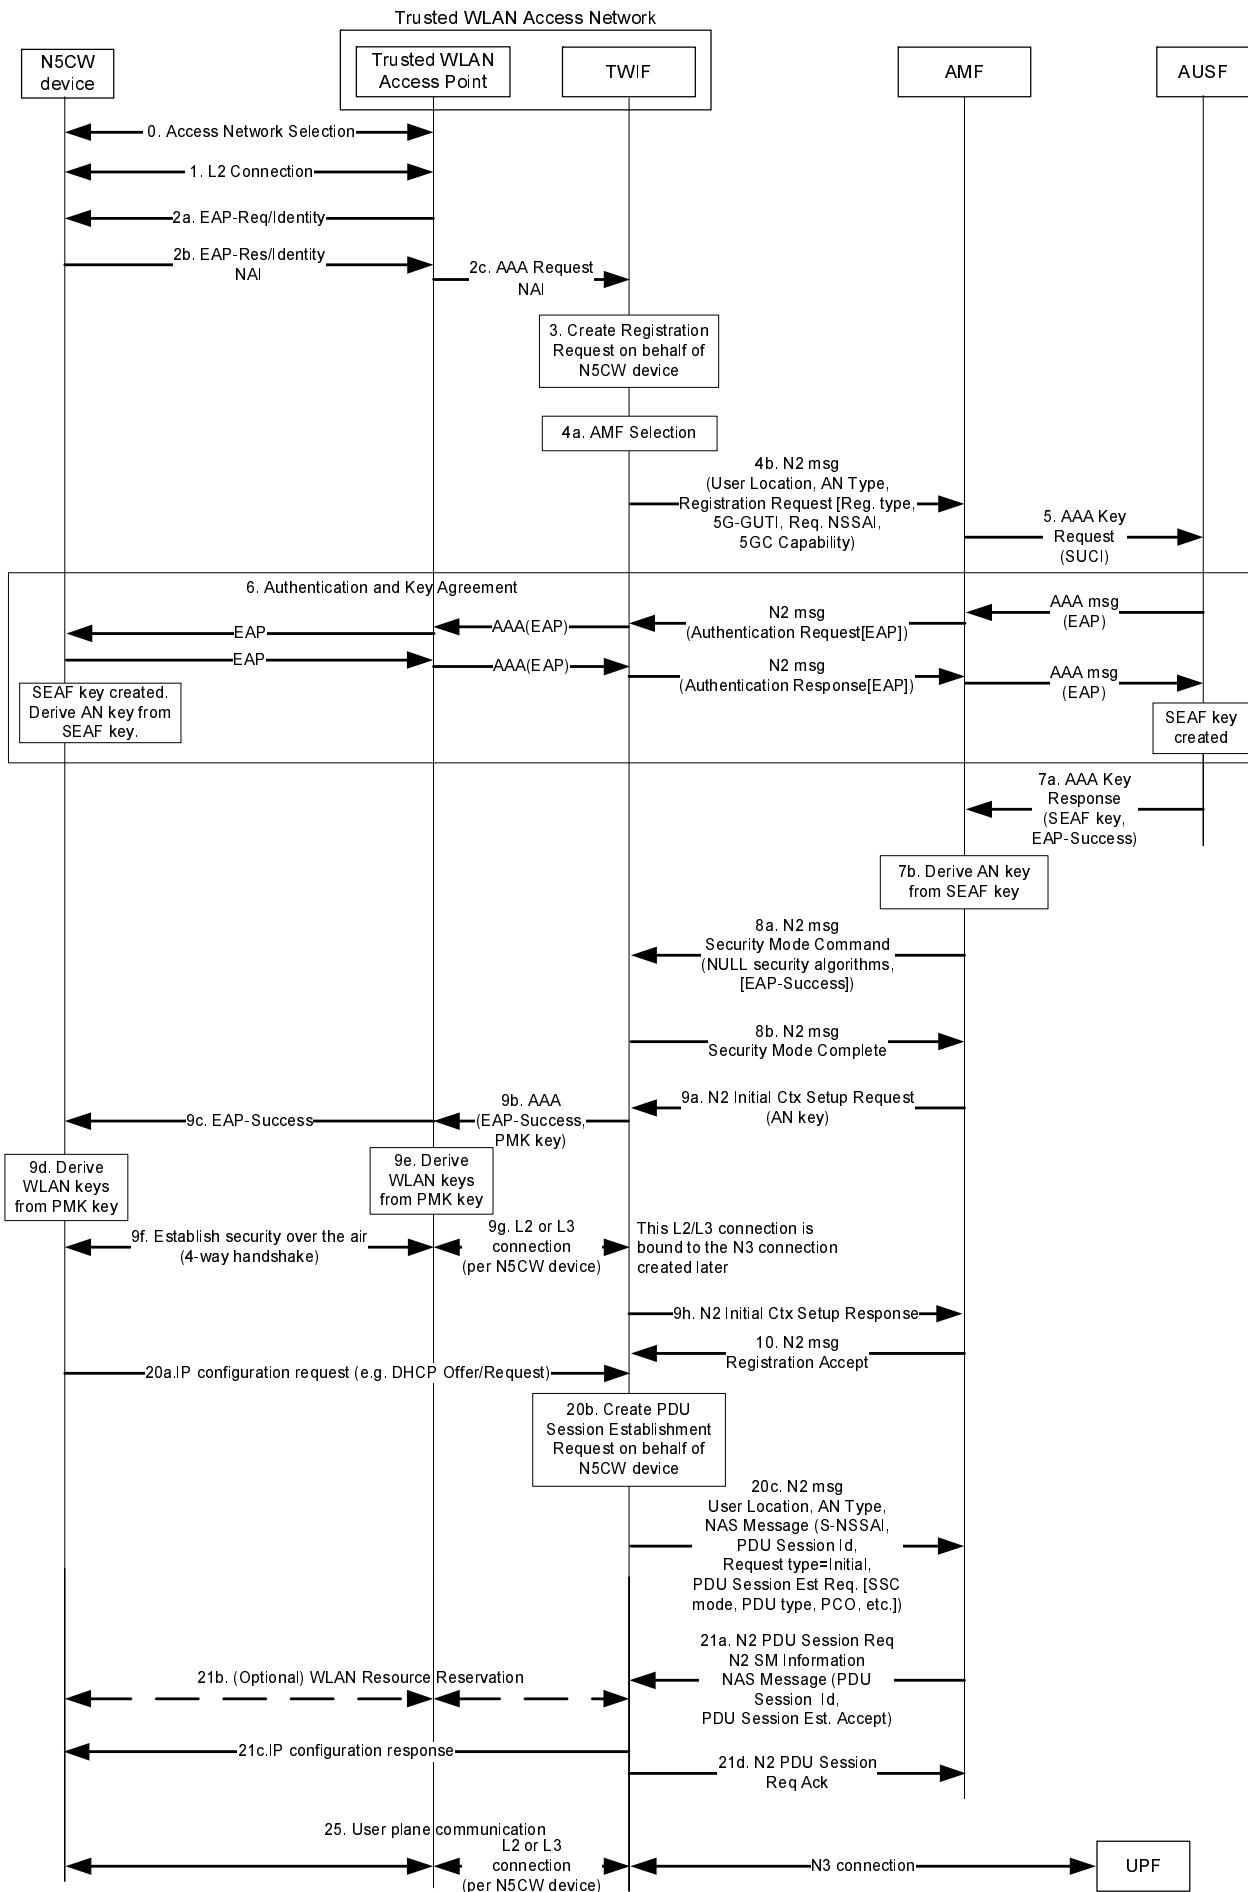 Trusted WLAN Access Network
N5CW
device
Trusted WLAN
Access Point
TWIF
AMF
AUSF
0. Access Network Selection
1. L2 Connection
2a. EAP-Req/Identity
2b. EAP-Res/Identity
NAI
2c. AAA Request
NAI
3. Create Registration
Request on behalf of
N5CW device
4a. AMF Selection
4b. N2 msg
(User Location, AN Type,
Registration Request [Reg. type,
5G-GUTI, Req. NSSAI,
5GC Capability)
5. AAA Key
Request
(SUCI)
6. Authentication and Key Agreement
AAA msg
(EAP)
N2 msg
(Authentication Request[EAP])
AAA(EAP)
EAP
EAP
AAA(EAP)
N2 msg
(Authentication Response[EAP])
AAA msg
(EAP)
SEAF key created.
Derive AN key from
SEAF key.
SEAF key
created
7a. AAA Key
Response
(SEAF key,
EAP-Success)
7b. Derive AN key
from SEAF key
8a. N2 msg
Security Mode Command
(NULL security algorithms,
[EAP-Success])
8b. N2 msg
Security Mode Complete
9a. N2 Initial Ctx Setup Request
(AN key)
9b. AAA
(EAP-Success,
PMK key)
9c. EAP-Success
9d. Derive
WLAN keys
from PMK key
9e. Derive
WLAN keys
from PMK key
9f. Establish security over the air
(4-way handshake)
9g. L2 or L3
connection
(per N5CW device)
This L2/L3 connection is
bound to the N3 connection
created later
9h. N2 Initial Ctx Setup Response
10. N2 msg
Registration Accept
20a.IP configuration request (e.g. DHCP Offer/Request)
20b. Create PDU
Session Establishment
Request on behalf of
N5CW device
20c. N2 msg
User Location, AN Type,
NAS Message (S-NSSAI,
PDU Session Id,
Request type=Initial,
PDU Session Est Req. [SSC
mode, PDU type, PCO, etc.])
21a. N2 PDU Session Req
N2 SM Information
NAS Message (PDU
Session Id,
PDU Session Est. Accept)
21b. (Optional) WLAN Resource Reservation
21c.IP configuration response
21d. N2 PDU Session
Req Ack
25. User plane communication
L2 or L3
connection
(per N5CW device)
N3 connection
UPF